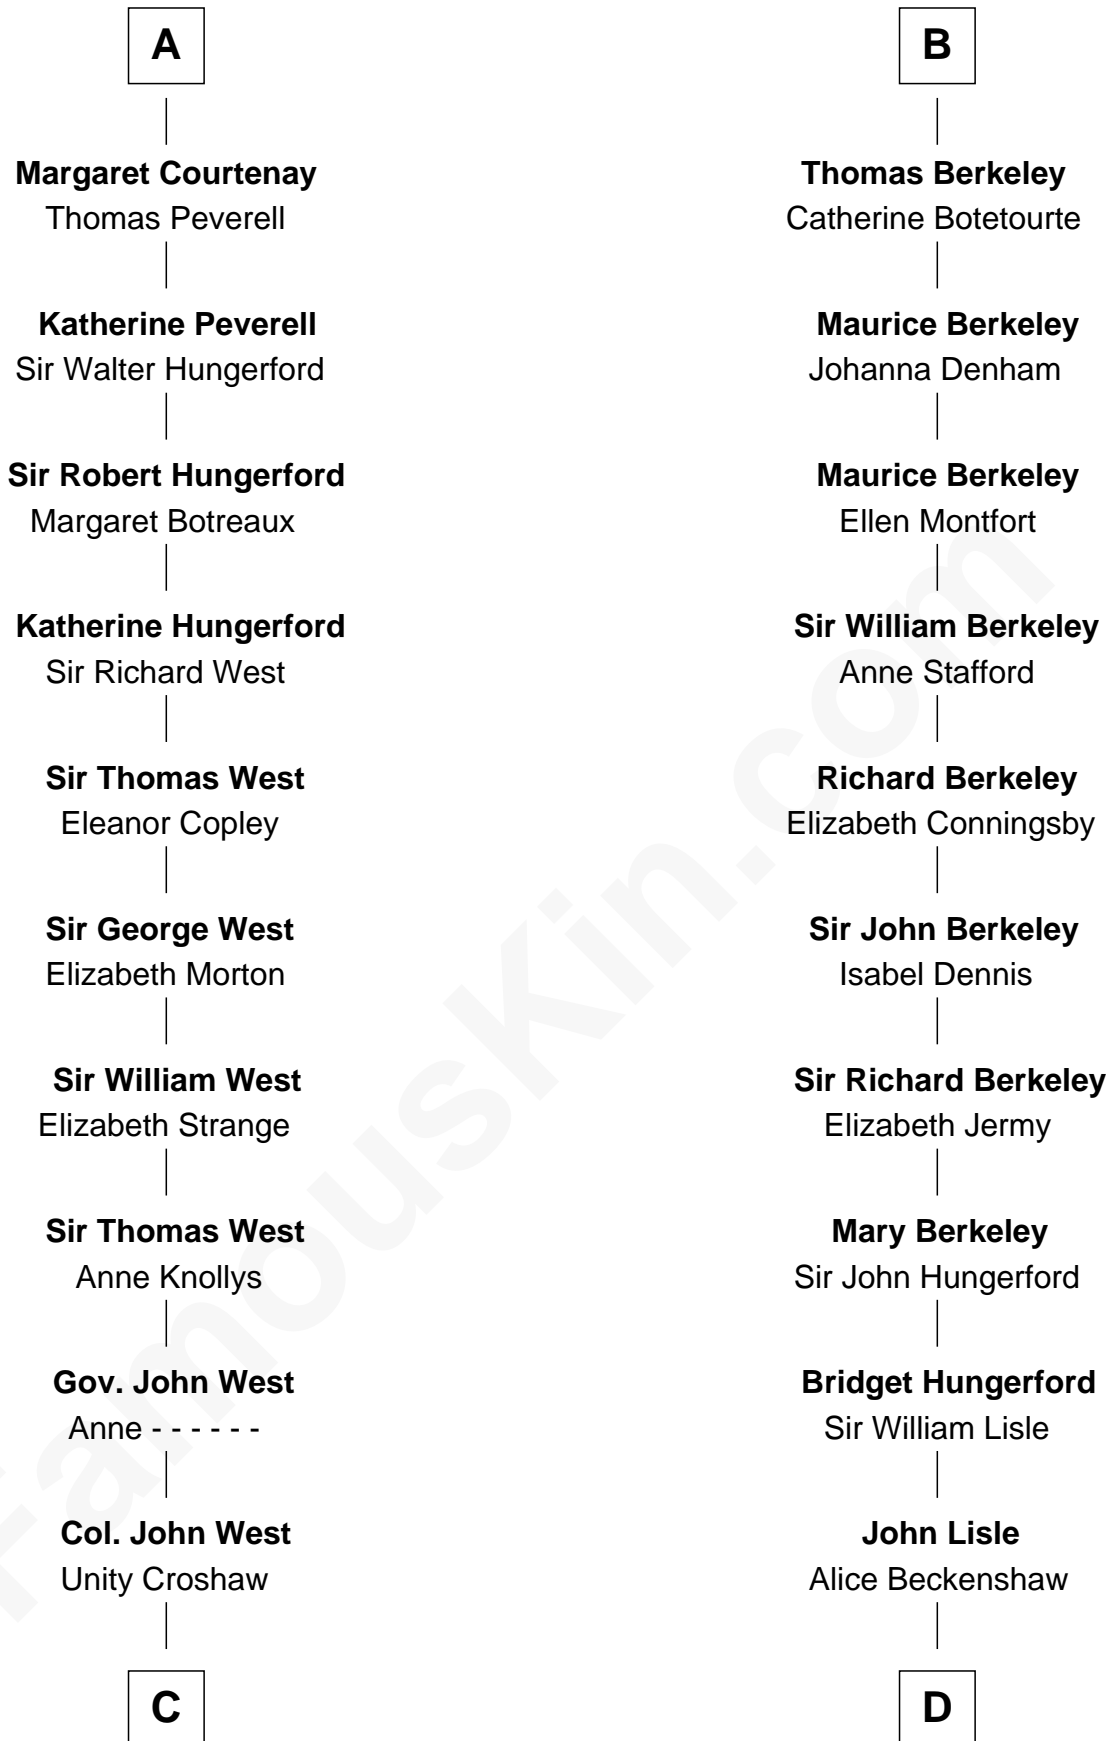 A
Margaret Courtenay
Thomas Peverell
Katherine Peverell
Sir Walter Hungerford
Sir Robert Hungerford
Margaret Botreaux
Katherine Hungerford
Sir Richard West
Sir Thomas West
Eleanor Copley
Sir George West
Elizabeth Morton
Sir William West
Elizabeth Strange
Sir Thomas West
Anne Knollys
Gov. John West
Anne - - - - - -
Col. John West
Unity Croshaw
C
B
Thomas Berkeley
Catherine Botetourte
Maurice Berkeley
Johanna Denham
Maurice Berkeley
Ellen Montfort
Sir William Berkeley
Anne Stafford
Richard Berkeley
Elizabeth Conningsby
Sir John Berkeley
Isabel Dennis
Sir Richard Berkeley
Elizabeth Jermy
Mary Berkeley
Sir John Hungerford
Bridget Hungerford
Sir William Lisle
John Lisle
Alice Beckenshaw
D
FamousKin.com